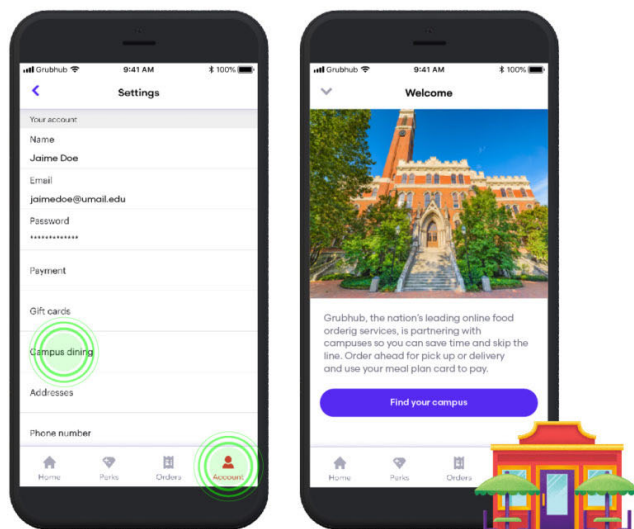 Grubhub 9:41 AM 100%
Settings
Your account
Name
Jaime Doe
Email
jaimedoe@umail.edu
Password
*************
Payment
Gift cards
Campus dining
Addresses
Phone number
Home Perks Orders Account
Grubhub 9:41 AM 100%
Welcome
Grubhub, the nation's leading online food
orderig services, is partnering with
campuses so you can save time and skip the
line. Order ahead for pick up or delivery
and use your meal plan card to pay.
Find your campus
Home Perks Orders